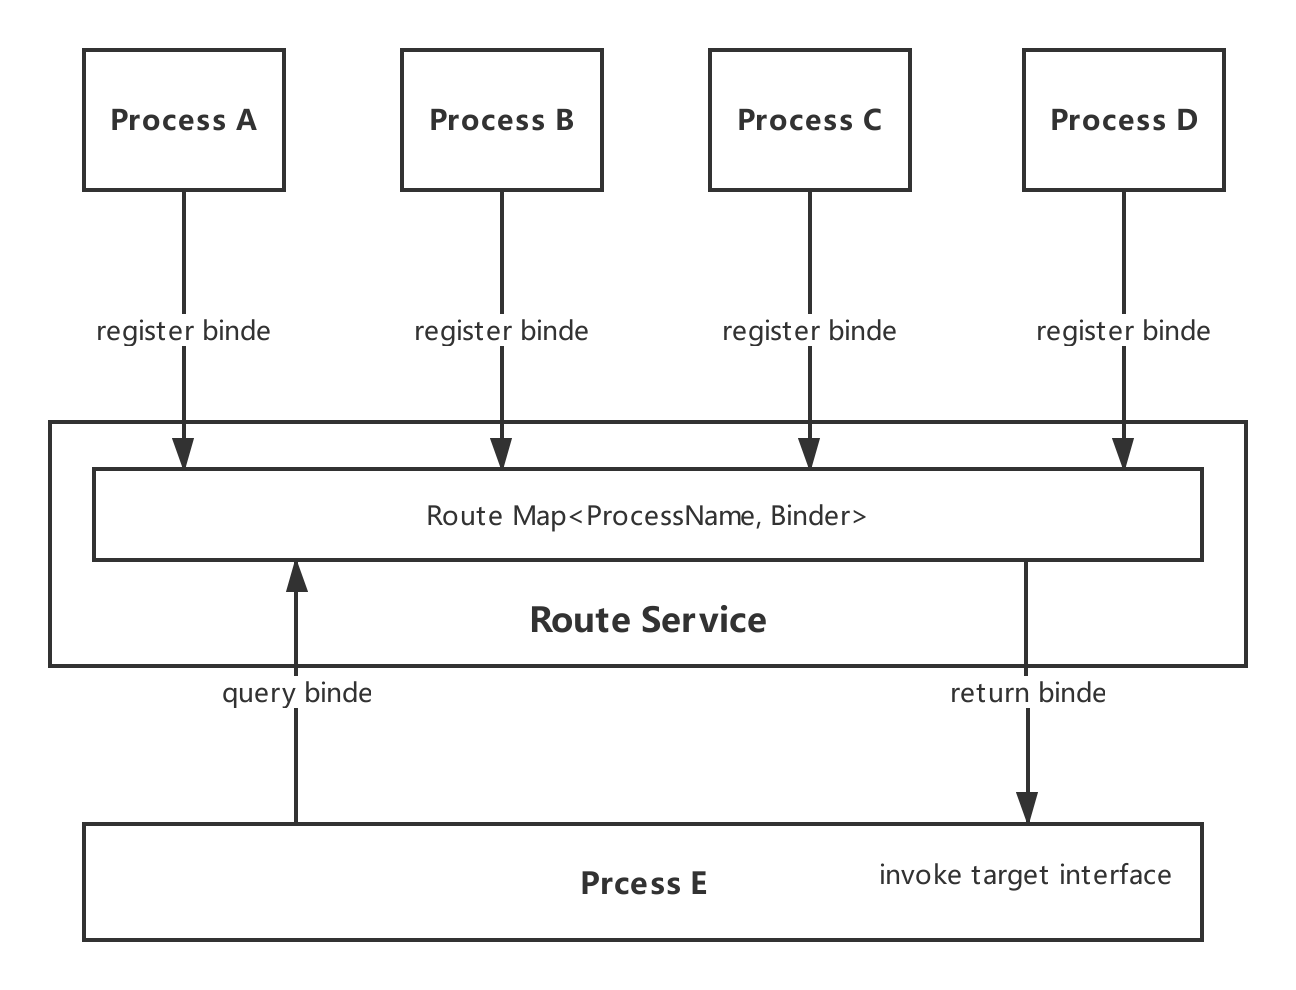 Process A
Process B
Process C
Process D
register binde
register binde
register binde
register binde
Route Map<ProcessName, Binder>
Route Service
query binde
return binde
invoke target interface
Prcess E